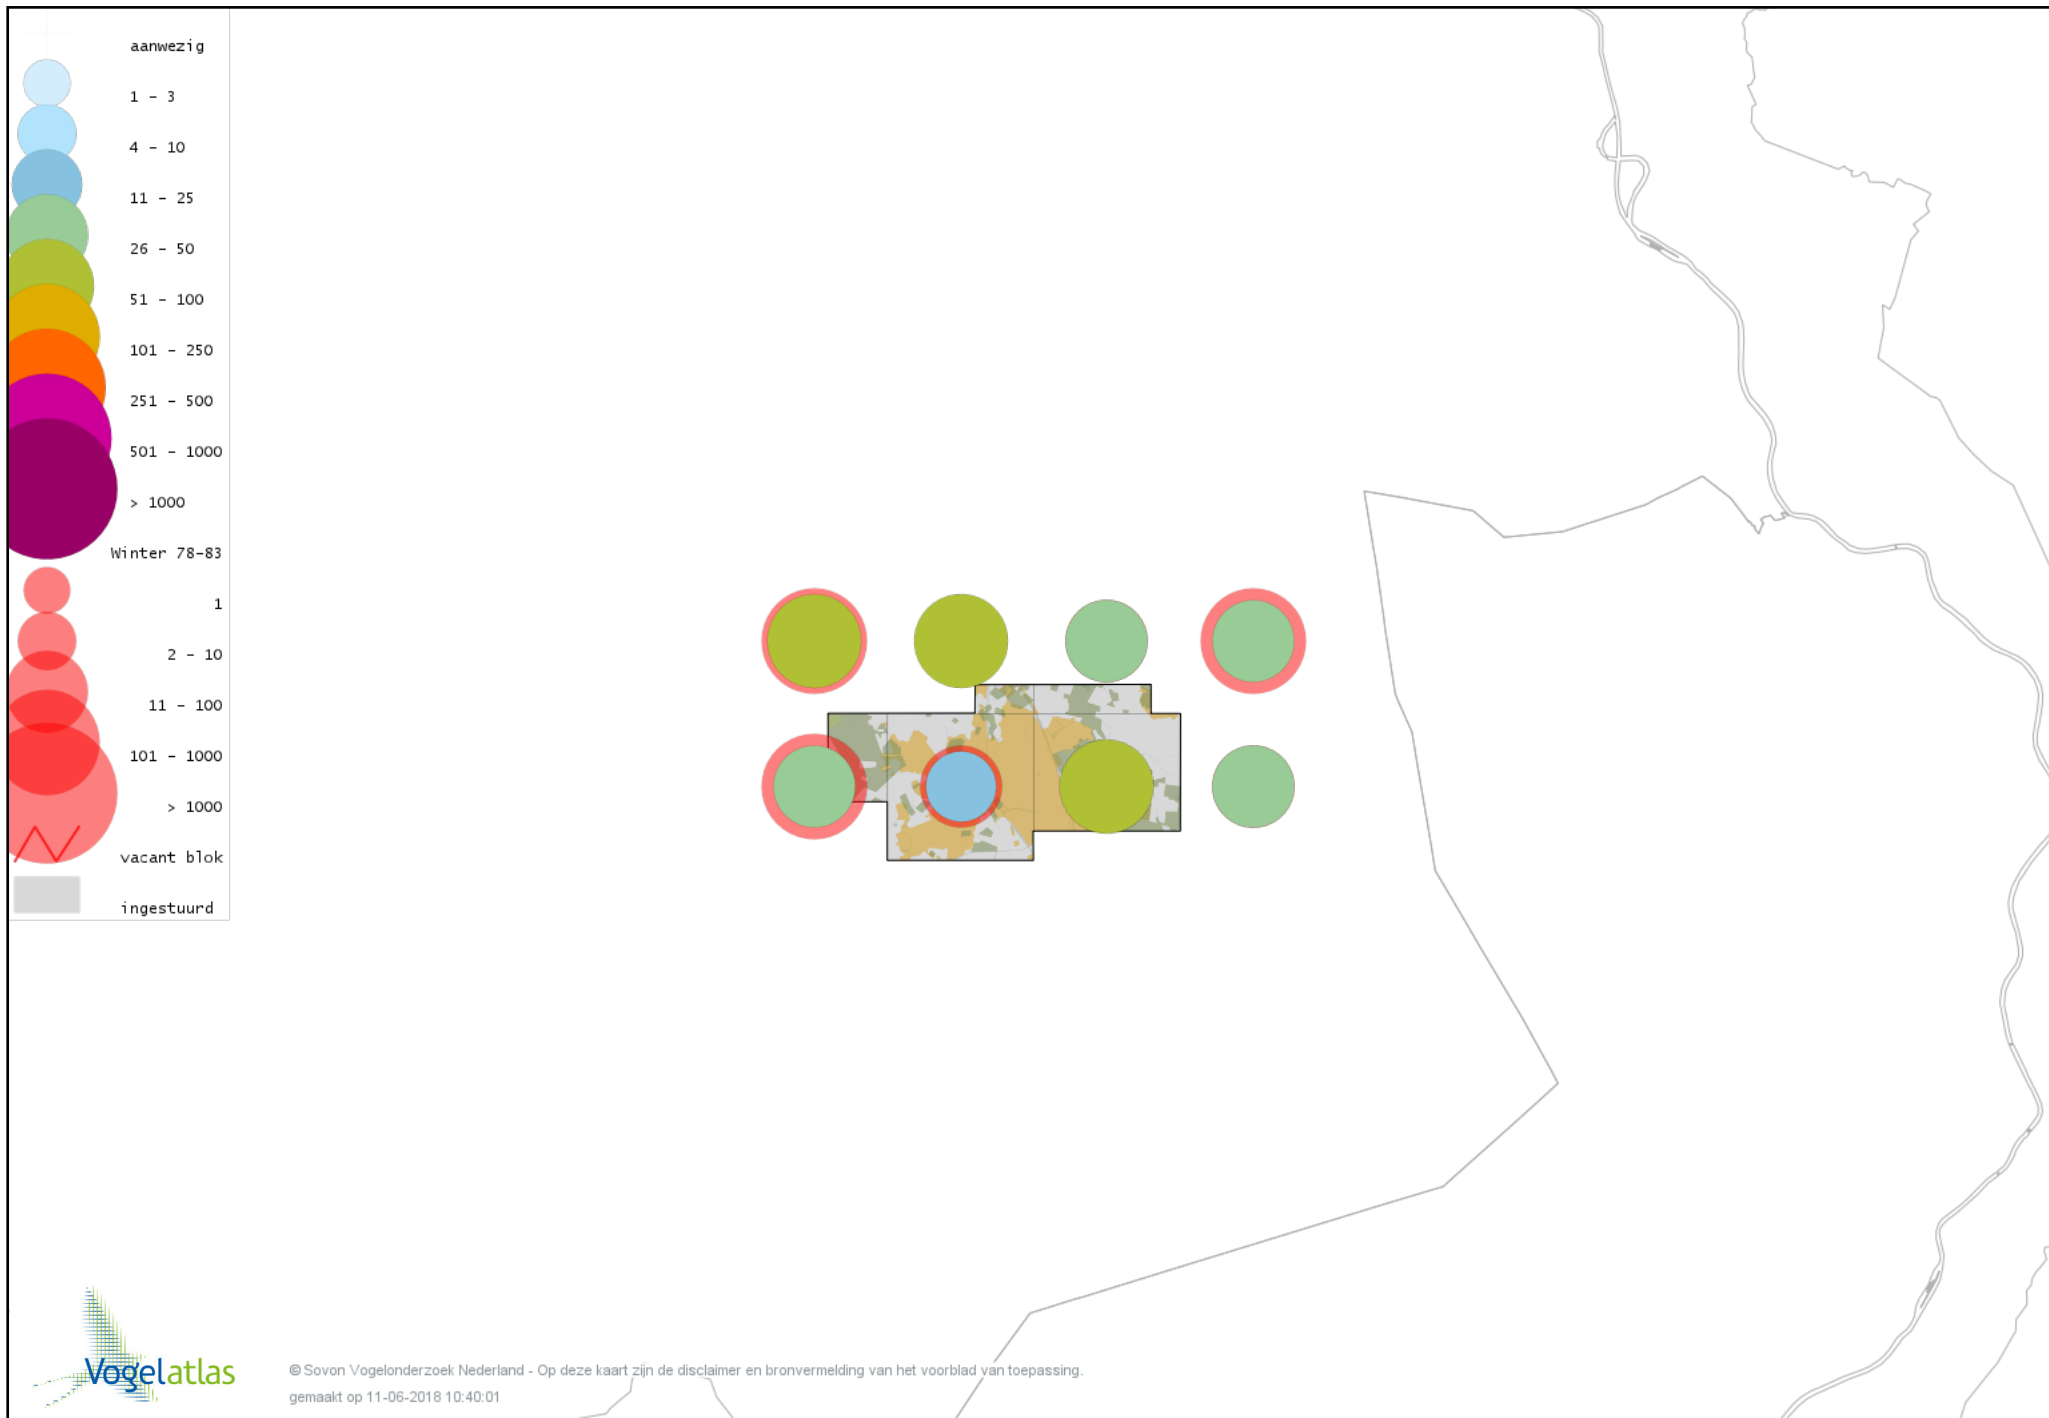 aanwezig
1 - 3
4 - 10
11 - 25
26 - 50
51 - 100
101 - 250
251 - 500
501 - 1000
> 1000
Winter 78-83
1
2 - 10
11 - 100
101 - 1000
> 1000
vacant blok
ingestuurd
Vogelatlas
© Sovon Vogelonderzoek Nederland - Op deze kaart zijn de disclaimer en bronvermelding van het voorblad van toepassing.
gemaakt op 11-06-2018 10:40:01